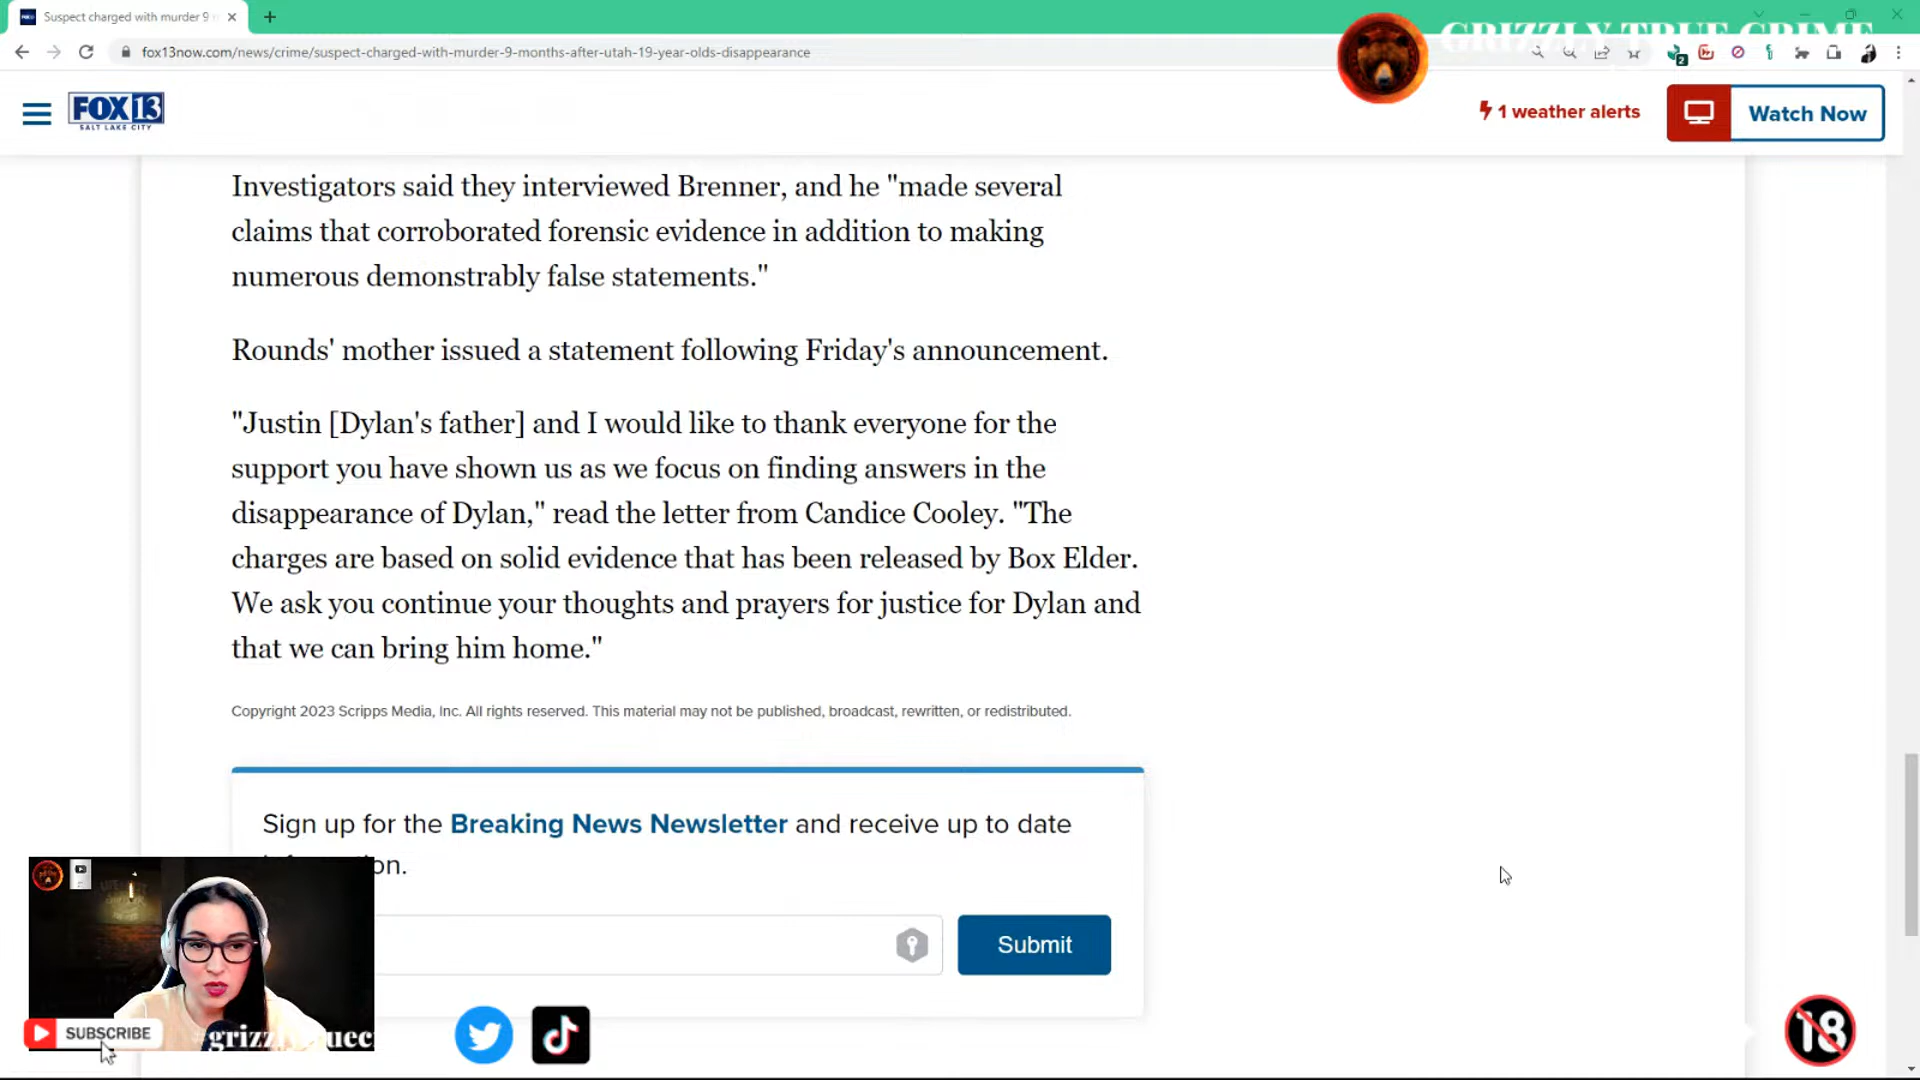 Suspect charged with murder 9
GRIZZLY TRUE CRIME
fox13now.com/news/crime/suspect-charged-with-murder-9-months-after-utah-19-year-olds-disappearance
2
FOX 13
SALT LAKE CITY
1 weather alerts
Watch Now
Investigators said they interviewed Brenner, and he "made several
claims that corroborated forensic evidence in addition to making
numerous demonstrably false statements."
Rounds' mother issued a statement following Friday's announcement.
"Justin [Dylan's father] and I would like to thank everyone for the
support you have shown us as we focus on finding answers in the
disappearance of Dylan," read the letter from Candice Cooley. "The
charges are based on solid evidence that has been released by Box Elder.
We ask you continue your thoughts and prayers for justice for Dylan and
that we can bring him home."
Copyright 2023 Scripps Media, Inc. All rights reserved. This material may not be published, broadcast, rewritten, or redistributed.
Sign up for the Breaking News Newsletter and receive up to date
on.
Submit
SUBSCRIBE
18